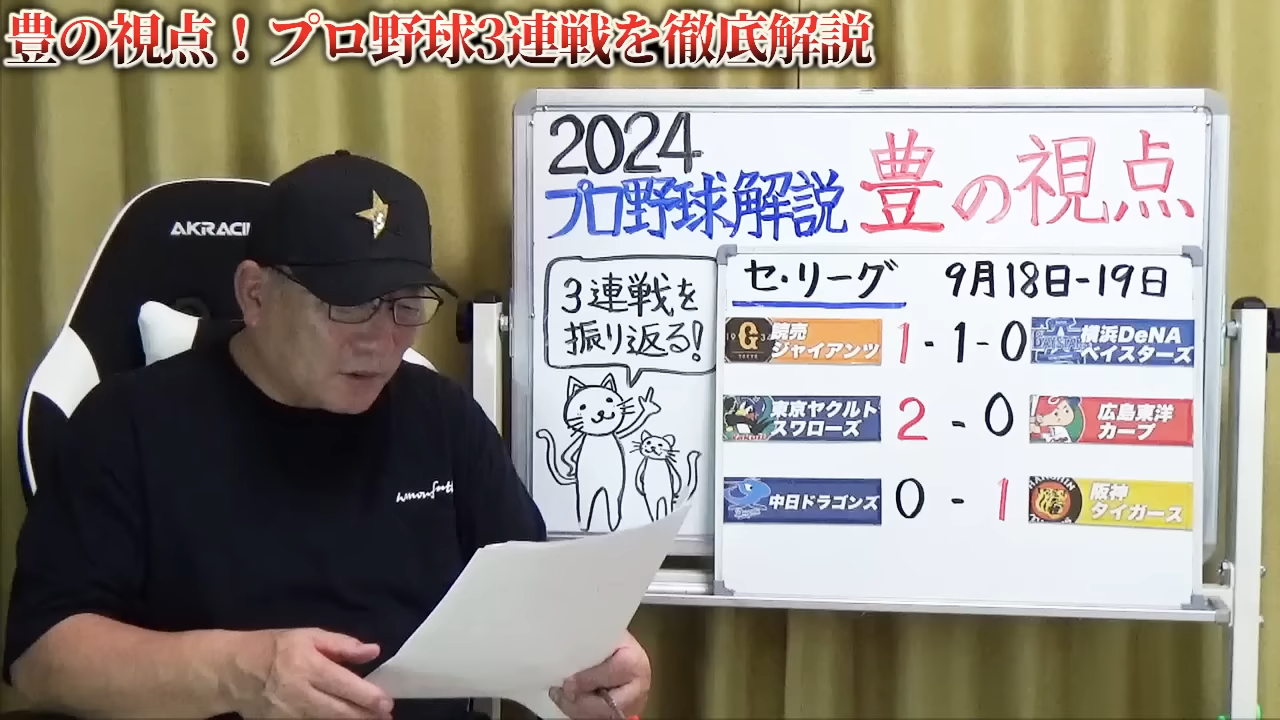 豊の視点！プロ野球3連戦を徹底解説
AKRACI
2024
プロ野球解説 豊の視点
3連戦を
振り返る!
セ・リーグ 9月18日-19日
読売
ジャイアンツ
1-1-0
横浜DeNA
ベイスターズ
東京ヤクルト
スワローズ
2-0
広島東洋
カープ
中日ドラゴンズ
0-1
阪神
タイガース